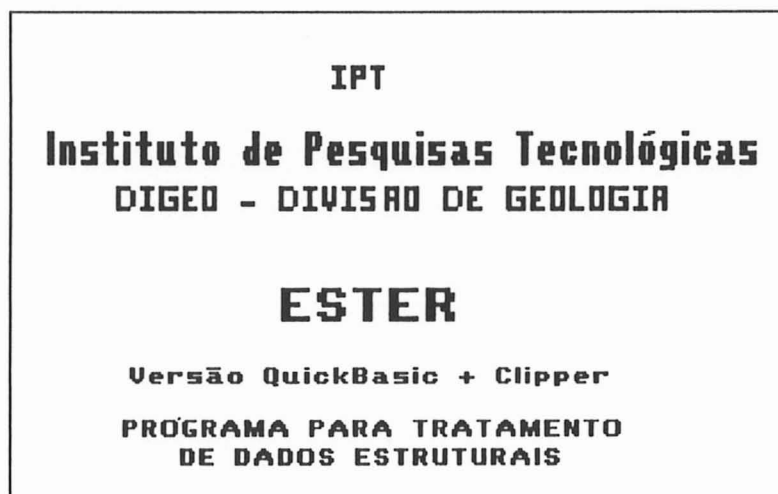 IPT
Instituto de Pesquisas Tecnológicas
DIGEO - DIVISAO DE GEOLOGIA
ESTER
Versão QuickBasic + Clipper
PROGRAMA PARA TRATAMENTO
DE DADOS ESTRUTURAIS